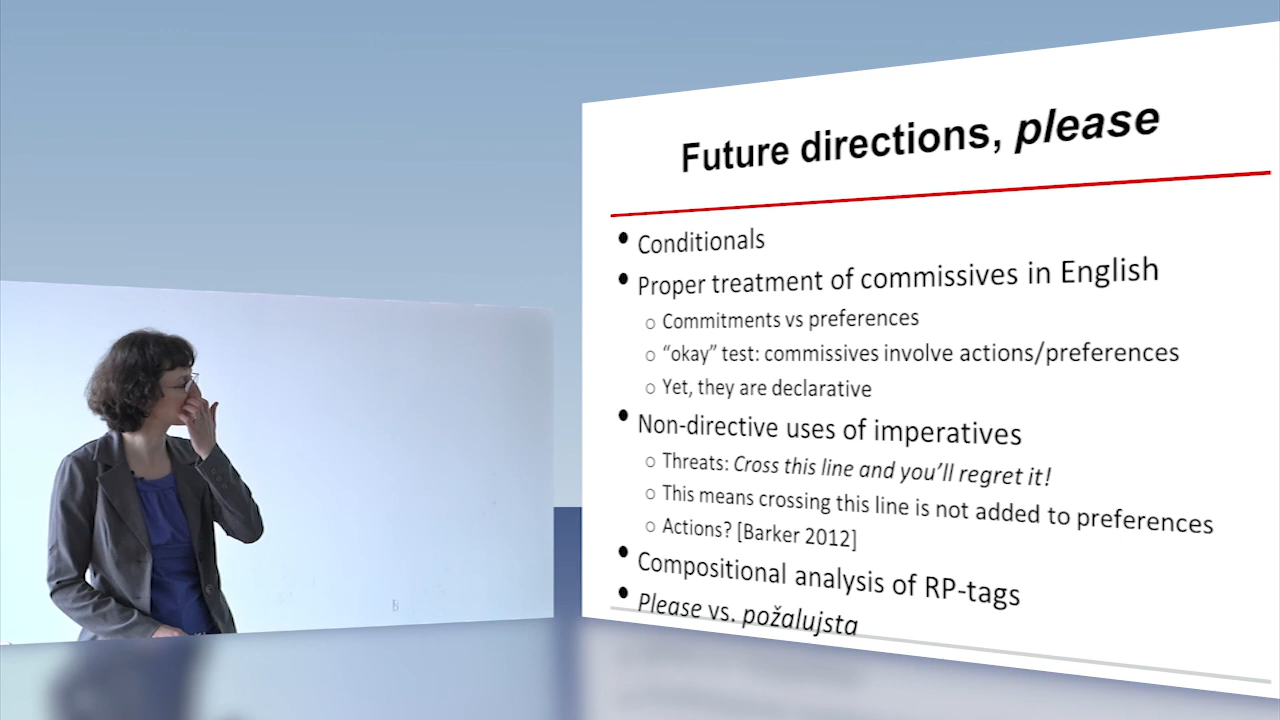 Future directions, please
• Conditionals
• Proper treatment of commissives in English
○ Commitments vs preferences
○ “okay” test: commissives involve actions/preferences
○ Yet, they are declarative
• Non-directive uses of imperatives
○ Threats: Cross this line and you’ll regret it!
○ This means crossing this line is not added to preferences
○ Actions? [Barker 2012]
• Compositional analysis of RP-tags
• Please vs. požalujsta